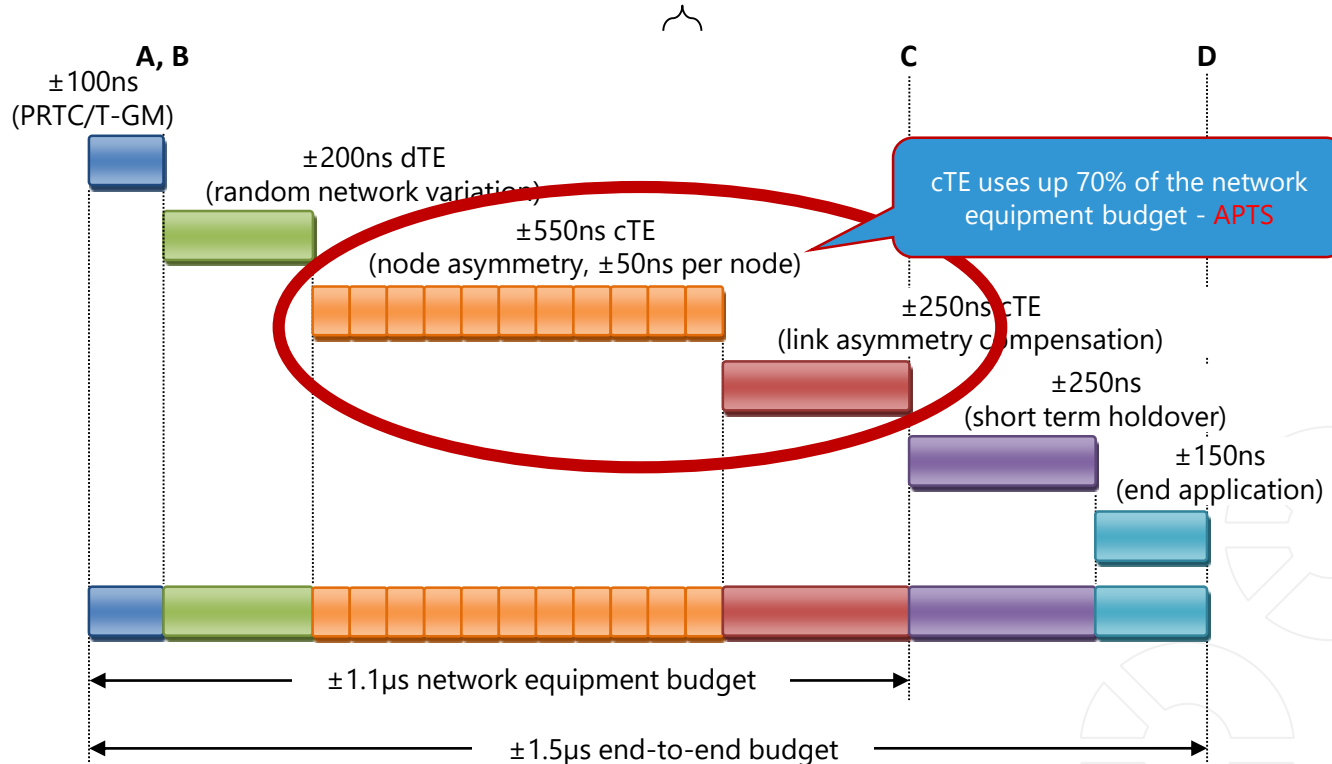 A, B
C
D
±100ns
(PRTC/T-GM)
±200ns dTE
(random network variation)
cTE uses up 70% of the network
equipment budget - APTS
±550ns cTE
(node asymmetry, ±50ns per node)
±250ns cTE
(link asymmetry compensation)
±250ns
(short term holdover)
±150ns
(end application)
±1.1µs network equipment budget
±1.5µs end-to-end budget